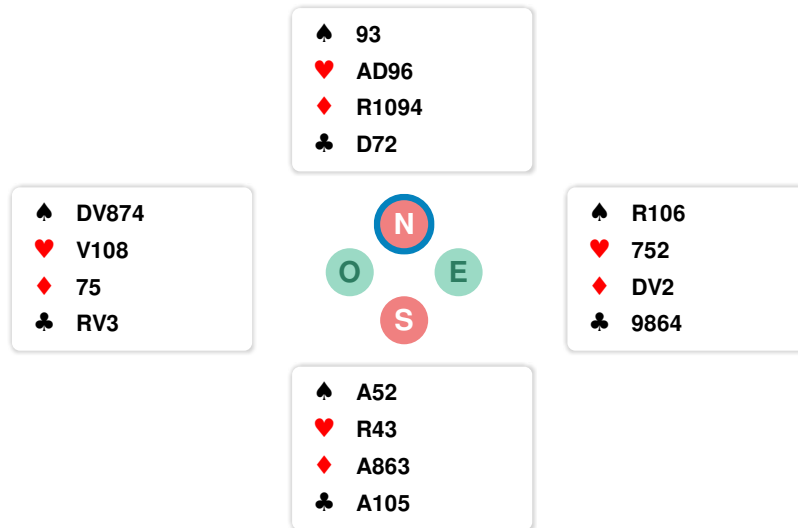 ♠ 93
♥ AD96
♦ R1094
♣ D72
♠ DV874
♥ V108
♦ 75
♣ RV3
N
O E
S
♠ R106
♥ 752
♦ DV2
♣ 9864
♠ A52
♥ R43
♦ A863
♣ A105